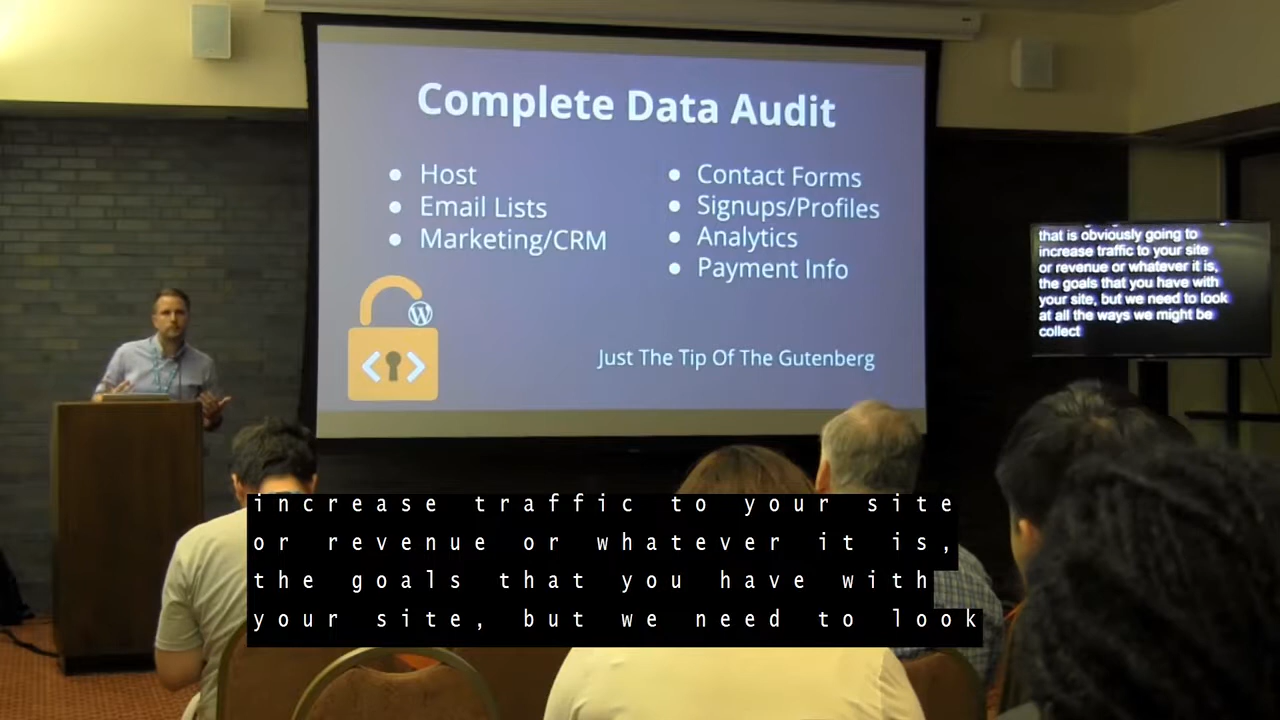 Complete Data Audit
● Host
● Email Lists
● Marketing/CRM
● Contact Forms
● Signups/Profiles
● Analytics
● Payment Info
W
< >
Just The Tip Of The Gutenberg
that is obviously going to
increase traffic to your site
or revenue or whatever it is,
the goals that you have with
your site, but we need to look
at all the ways we might be
collect
increase traffic to your site
or revenue or whatever it is,
the goals that you have with
your site, but we need to look